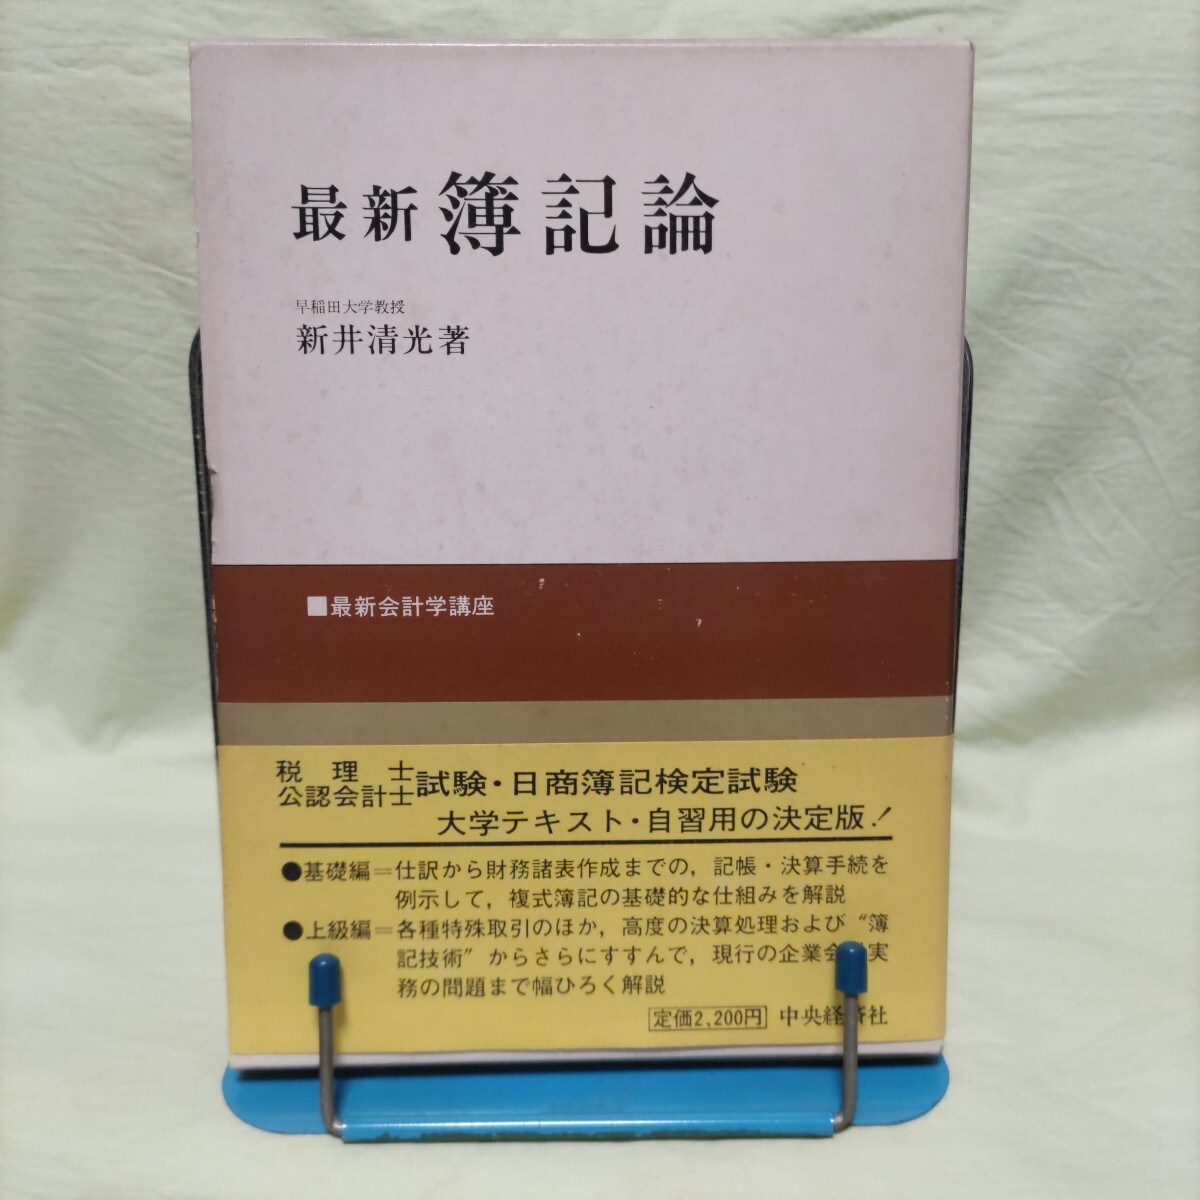 最新 簿記論
早稲田大学教授
新井清光著
■最新会計学講座
税理士
公認会計士
試験・日商簿記検定試験
大学テキスト・自習用の決定版!
●基礎編=仕訳から財務諸表作成までの,記帳・決算手続を
例示して,複式簿記の基礎的な仕組みを解説
●上級編=各種特殊取引のほか,高度の決算処理および“簿
記技術”からさらにすすんで,現行の企業会計実
務の問題まで幅ひろく解説
定価2,200円 中央経済社